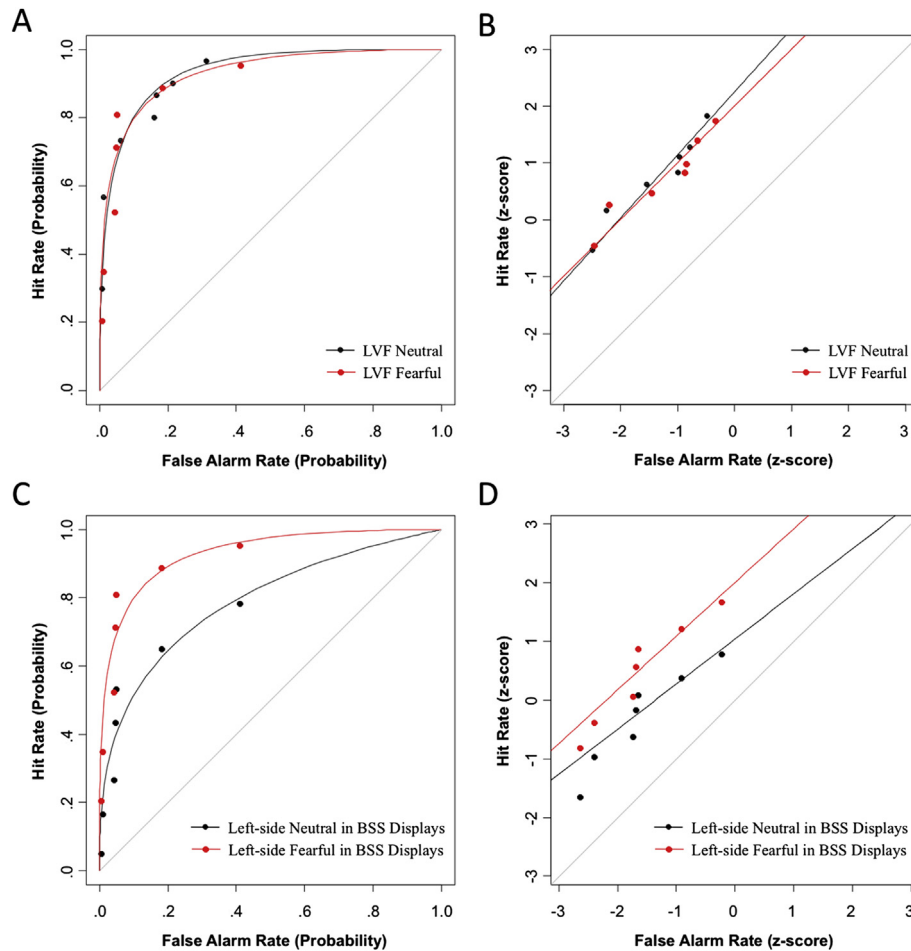 A
B
1.0
.8
.6
.4
.2
.0
Hit Rate (Probability)
LVF Neutral
LVF Fearful
.0 .2 .4 .6 .8 1.0
False Alarm Rate (Probability)
3
2
1
0
-1
-2
-3
Hit Rate (z-score)
LVF Neutral
LVF Fearful
-3 -2 -1 0 1 2 3
False Alarm Rate (z-score)
C
D
1.0
.8
.6
.4
.2
.0
Hit Rate (Probability)
Left-side Neutral in BSS Displays
Left-side Fearful in BSS Displays
.0 .2 .4 .6 .8 1.0
False Alarm Rate (Probability)
3
2
1
0
-1
-2
-3
Hit Rate (z-score)
Left-side Neutral in BSS Displays
Left-side Fearful in BSS Displays
-3 -2 -1 0 1 2 3
False Alarm Rate (z-score)